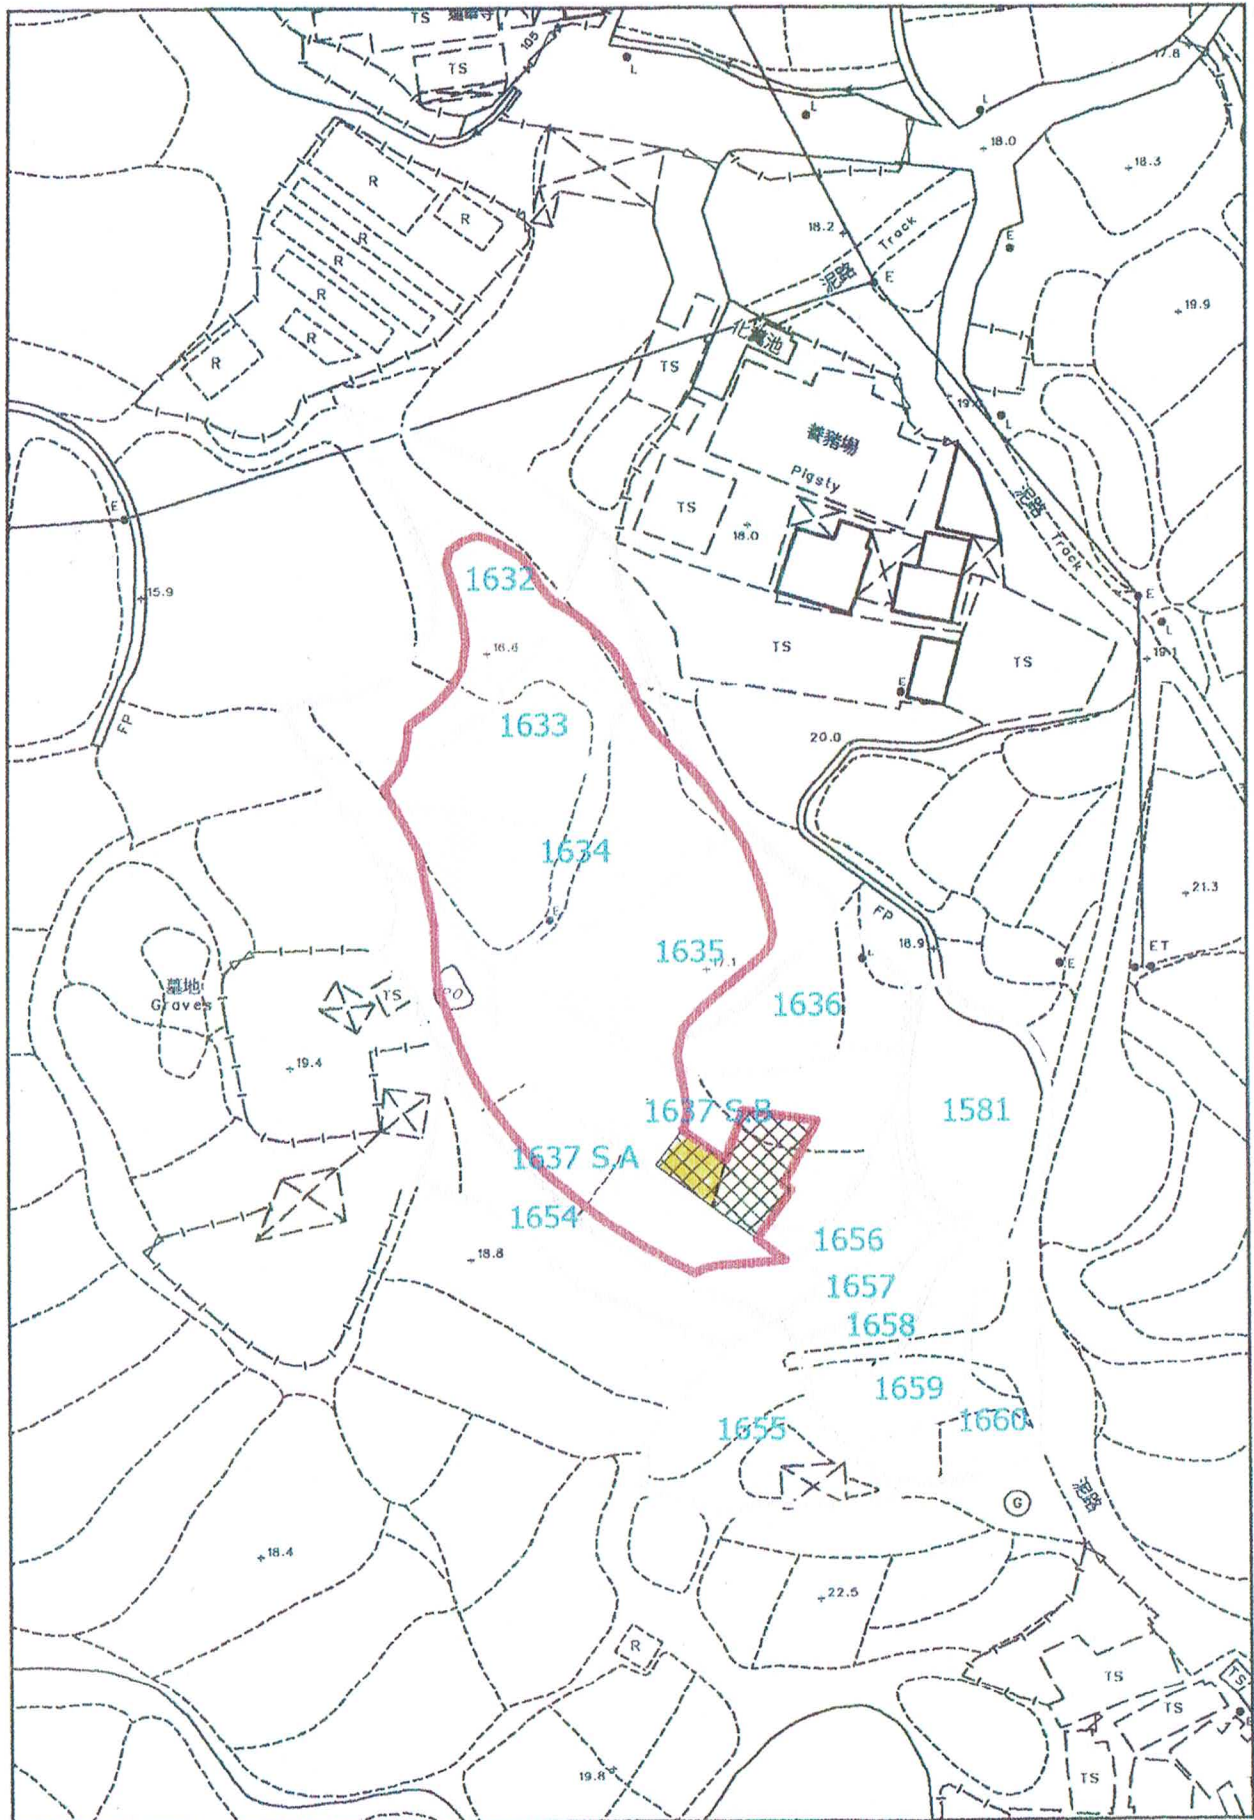 TS
105
TS
L
17.8
L
L
18.0
18.3
R
R
R
R
R
R
R
18.2
Track
泥路
E
E
19.9
化糞池
TS
養豬場
Pigsty
L
泥路
Track
TS
18.0
E
15.9
FP
1632
16.6
1633
TS
TS
E
E
L
19.1
20.0
1634
E
21.3
FP
18.9
L
E
ET
1635
17.1
1636
墓地
Graves
TS
PO
19.4
1637 S.B
1581
1637 S.A
1654
18.8
1656
1657
1658
1659
1660
1655
泥路
G
18.4
22.5
R
TS
TS
TS
TS
19.8